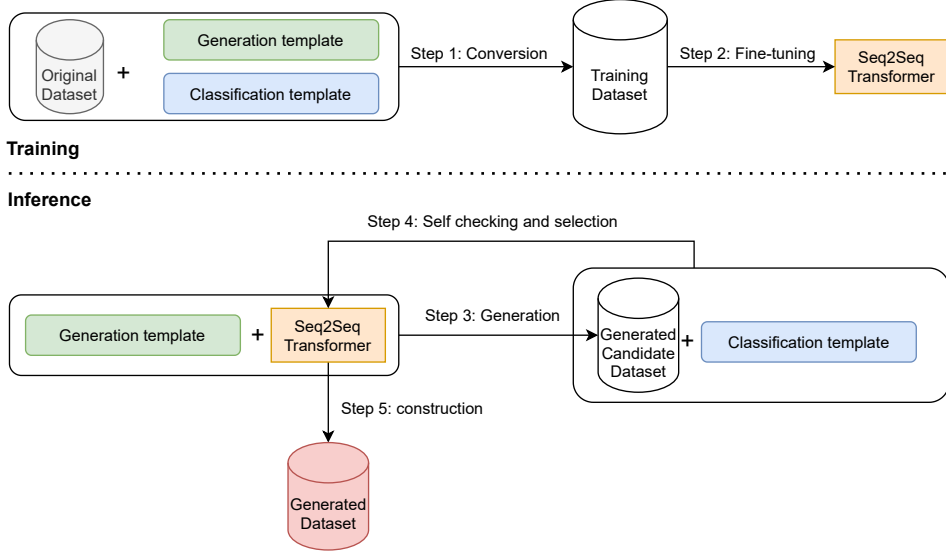 Original
Dataset
+
Generation template
Classification template
Step 1: Conversion
Training
Dataset
Step 2: Fine-tuning
Seq2Seq
Transformer
Training
Inference
Step 4: Self checking and selection
Generation template
+
Seq2Seq
Transformer
Step 3: Generation
Generated
Candidate
Dataset
+
Classification template
Step 5: construction
Generated
Dataset